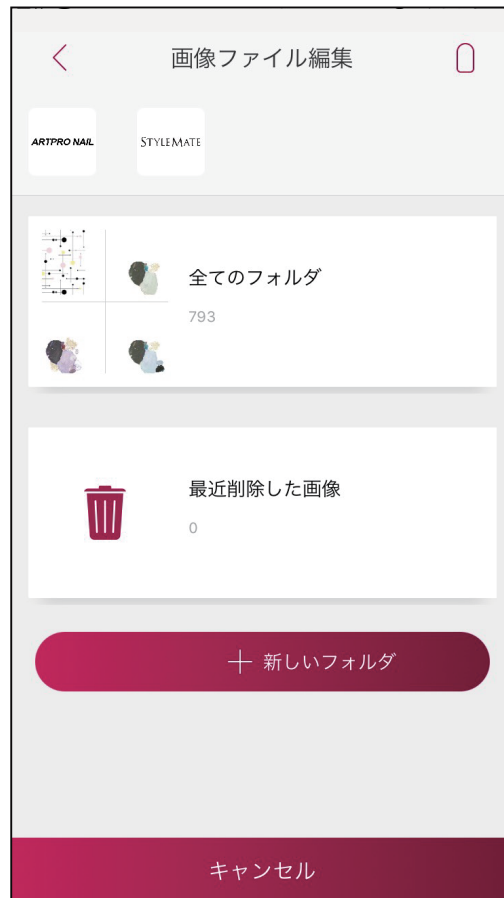 画像ファイル編集
ARTPRO NAIL
STYLEMATE
全てのフォルダ
793
最近削除した画像
0
新しいフォルダ
キャンセル